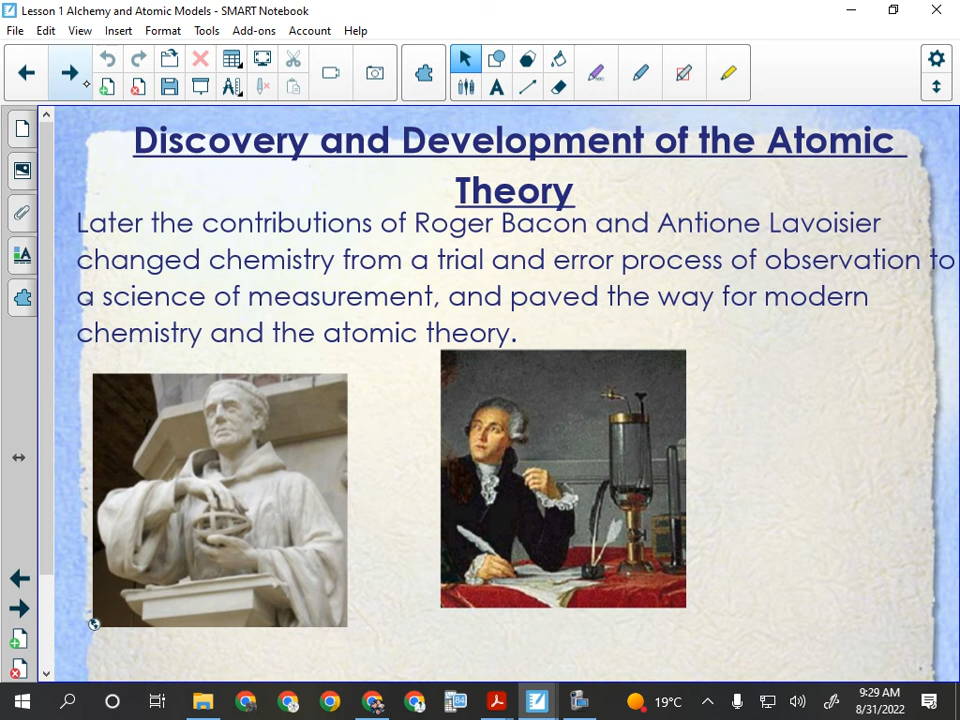 Lesson 1 Alchemy and Atomic Models - SMART Notebook
File Edit View Insert Format Tools Add-ons Account Help
Discovery and Development of the Atomic
Theory
Later the contributions of Roger Bacon and Antione Lavoisier
changed chemistry from a trial and error process of observation to
a science of measurement, and paved the way for modern
chemistry and the atomic theory.
19°C
9:29 AM
8/31/2022